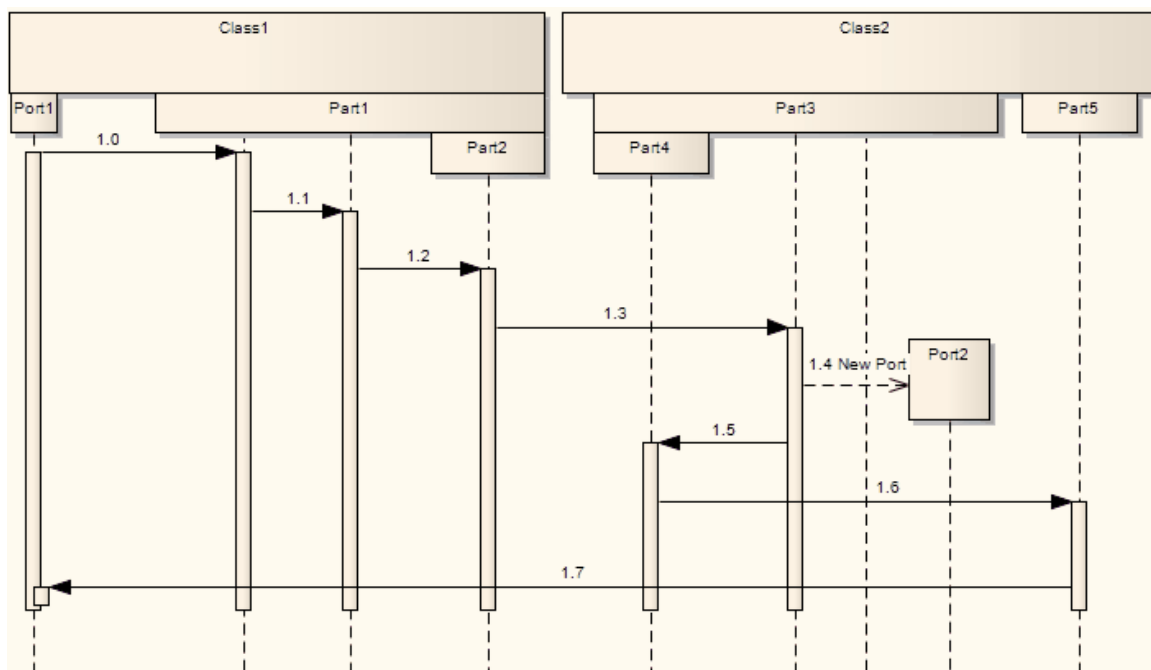 Class1
Class2
Port1
Part1
Part3
Part5
Part2
Part4
1.0
1.1
1.2
1.3
1.4 New Port
Port2
1.5
1.6
1.7